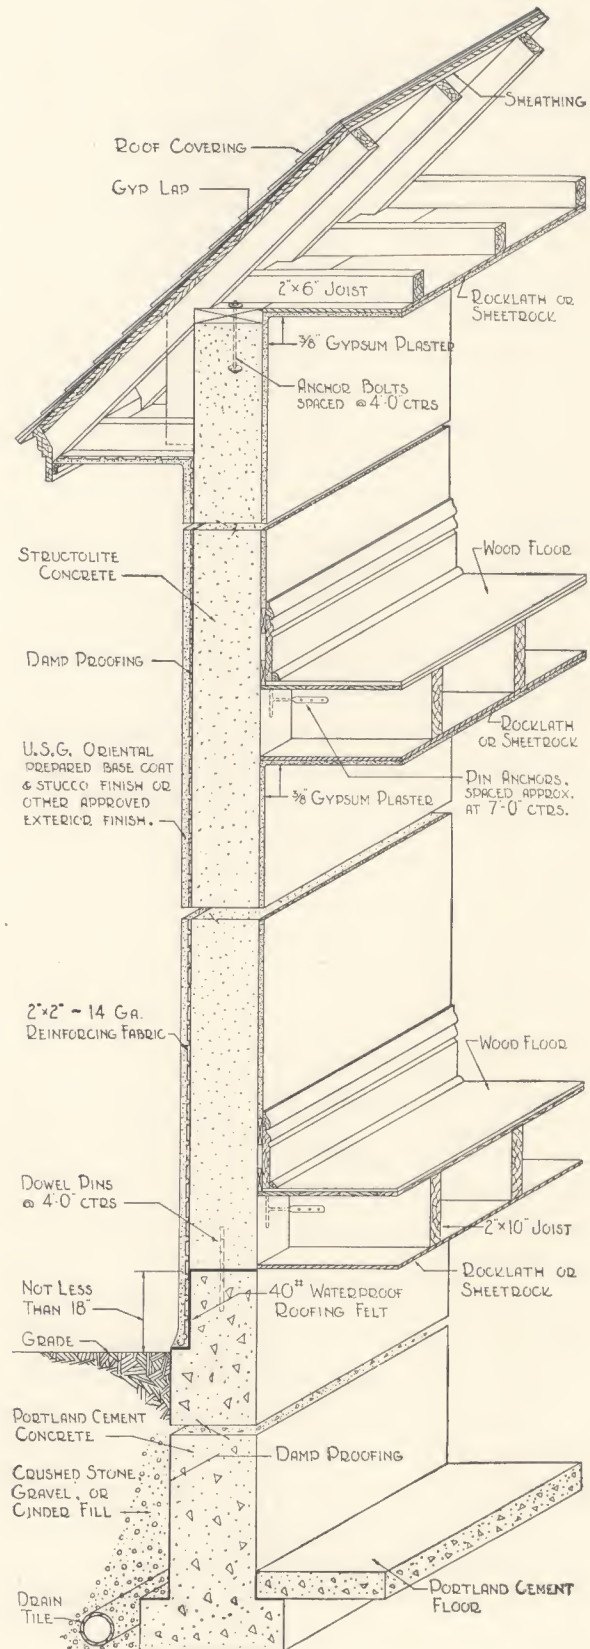 SHEATHING
ROOF COVERING
GYP LAP
2"×6" JOIST
ROCKLATH OR
SHEETROCK
3/8" GYPSUM PLASTER
ANCHOR BOLTS
SPACED @ 4'-0" CTRS
STRUCTOLITE
CONCRETE
WOOD FLOOR
DAMP PROOFING
ROCKLATH
OR SHEETROCK
U.S.G. ORIENTAL
PREPARED BASE COAT
& STUCCO FINISH OR
OTHER APPROVED
EXTERIOR FINISH.
3/8" GYPSUM PLASTER
PIN ANCHORS,
SPACED APPROX.
AT 7'-0" CTRS.
2"×2" - 14 GA.
REINFORCING FABRIC
WOOD FLOOR
DOWEL PINS
@ 4'-0" CTRS
2"×10" JOIST
ROCKLATH OR
SHEETROCK
NOT LESS
THAN 18"
40## WATERPROOF
ROOFING FELT
GRADE
PORTLAND CEMENT
CONCRETE
DAMP PROOFING
CRUSHED STONE,
GRAVEL, OR
CINDER FILL
DRAIN
TILE
PORTLAND CEMENT
FLOOR